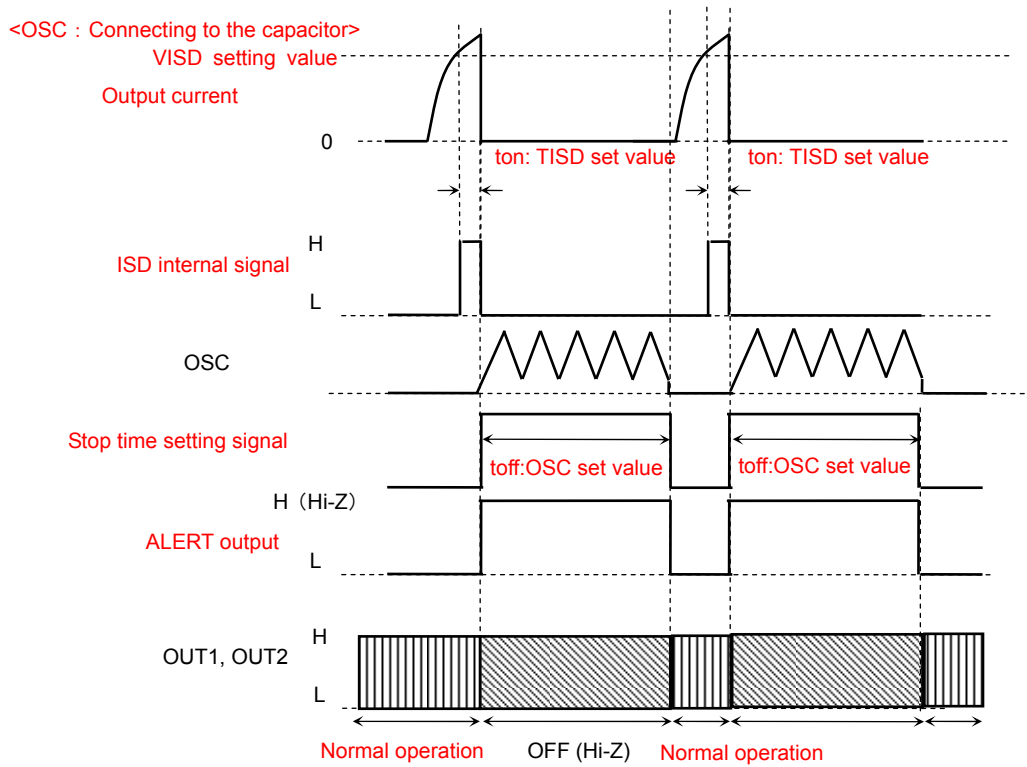 <OSC：Connecting to the capacitor>
VISD setting value
Output current
0
ton: TISD set value
ton: TISD set value
H
ISD internal signal
L
OSC
Stop time setting signal
toff:OSC set value
toff:OSC set value
H（Hi-Z）
ALERT output
L
H
OUT1, OUT2
L
Normal operation
OFF (Hi-Z)
Normal operation